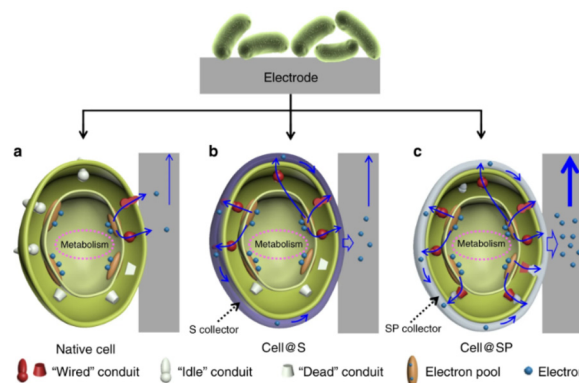 Electrode
a
b
c
Metabolism
Metabolism
Metabolism
S collector
SP collector
Native cell
Cell@S
Cell@SP
"Wired" conduit
"Idle" conduit
"Dead" conduit
Electron pool
Electro